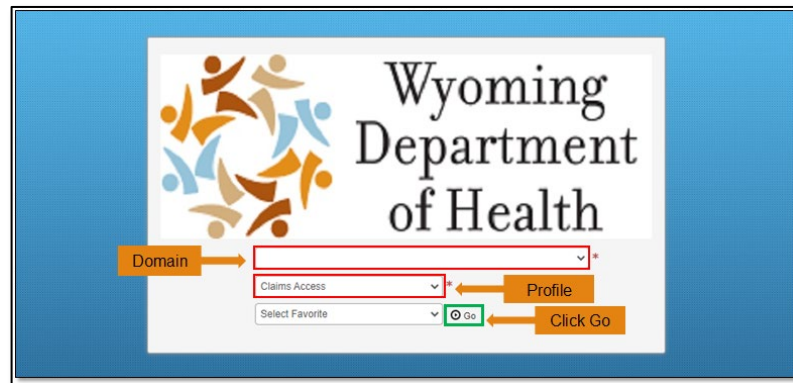 Wyoming
Department
of Health
Domain
*
Claims Access
*
Profile
Select Favorite
Go
Click Go